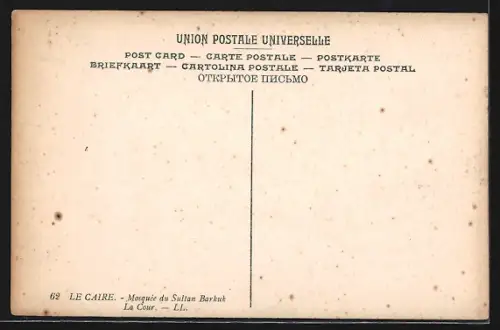 UNION POSTALE UNIVERSELLE
POST CARD — CARTE POSTALE — POSTKARTE
BRIEFKAART — CARTOLINA POSTALE — TARJETA POSTAL
ОТКРЫТОЕ ПИСЬМО
62 LE CAIRE. - Mosquée du Sultan Barkuk
La Cour. — LL.